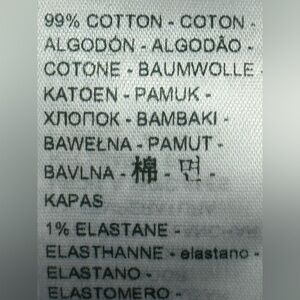 99% COTTON - COTON -
ALGODÓN - ALGODÂO -
COTONE - BAUMWOLLE -
KATOEN - PAMUK -
ХЛОПОК - BAMBAKI -
BAWEŁNA - PAMUT -
BAVLNA - 棉 - 면 -
KAPAS
1% ELASTANE -
ELASTHANNE - elastano -
ELASTANO -
ELASTOMERO -